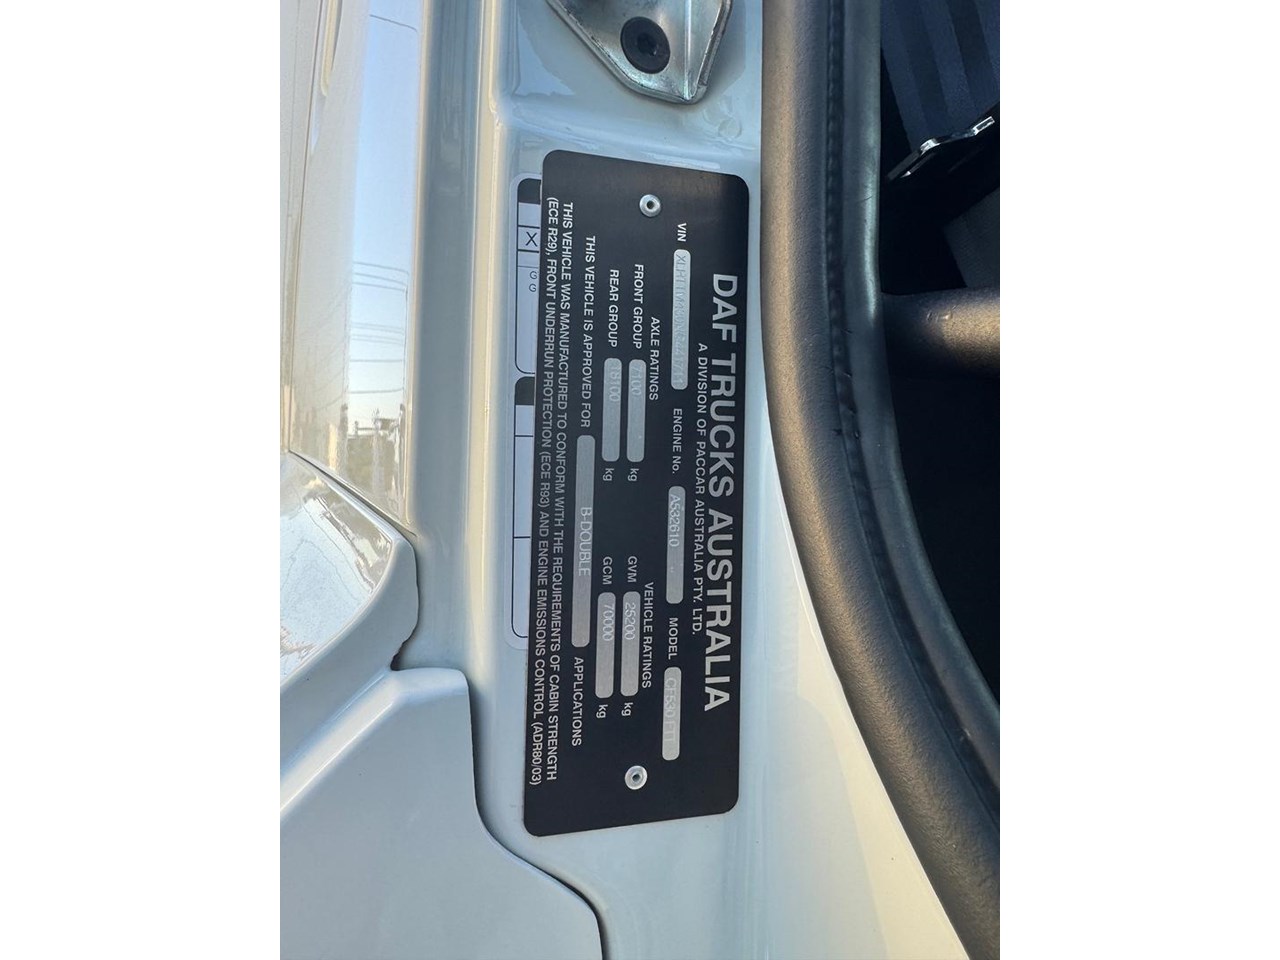 DAF TRUCKS AUSTRALIA
A DIVISION OF PACCAR AUSTRALIA PTY. LTD.
VIN ENGINE No. A532610 MODEL CF530FTT
AXLE RATINGS VEHICLE RATINGS
FRONT GROUP 7100 kg GVM 25200 kg
REAR GROUP 18100 kg GCM 70000 kg
THIS VEHICLE IS APPROVED FOR B-DOUBLE APPLICATIONS
THIS VEHICLE WAS MANUFACTURED TO CONFORM WITH THE REQUIREMENTS OF CABIN STRENGTH
(ECE R29), FRONT UNDERRUN PROTECTION (ECE R93) AND ENGINE EMISSIONS CONTROL (ADR80/03)
X
G G